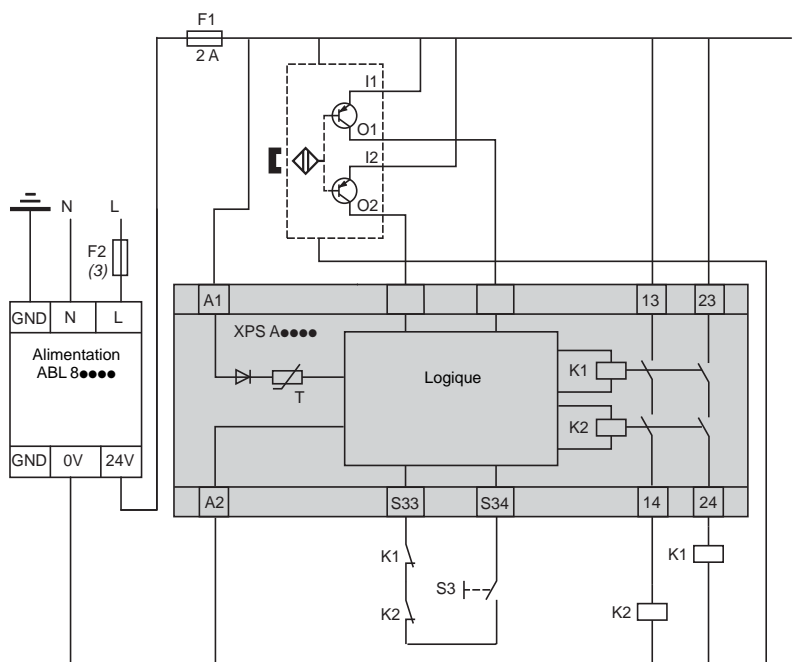 F1
2 A
I1
O1
I2
O2
N L
F2
(3)
GND N L
Alimentation
ABL 8●●●●
GND 0V 24V
A1 13 23
XPS A●●●●
T
Logique
K1
K2
A2 S33 S34 14 24
K1
K2
S3
K1
K2